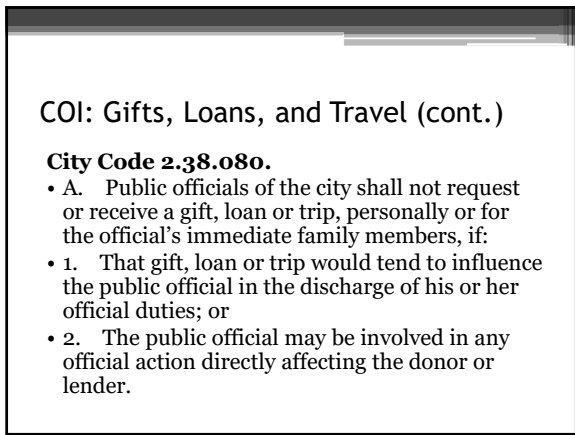 COI: Gifts, Loans, and Travel (cont.)
City Code 2.38.080.
• A. Public officials of the city shall not request
or receive a gift, loan or trip, personally or for
the official's immediate family members, if:
• 1. That gift, loan or trip would tend to influence
the public official in the discharge of his or her
official duties; or
• 2. The public official may be involved in any
official action directly affecting the donor or
lender.